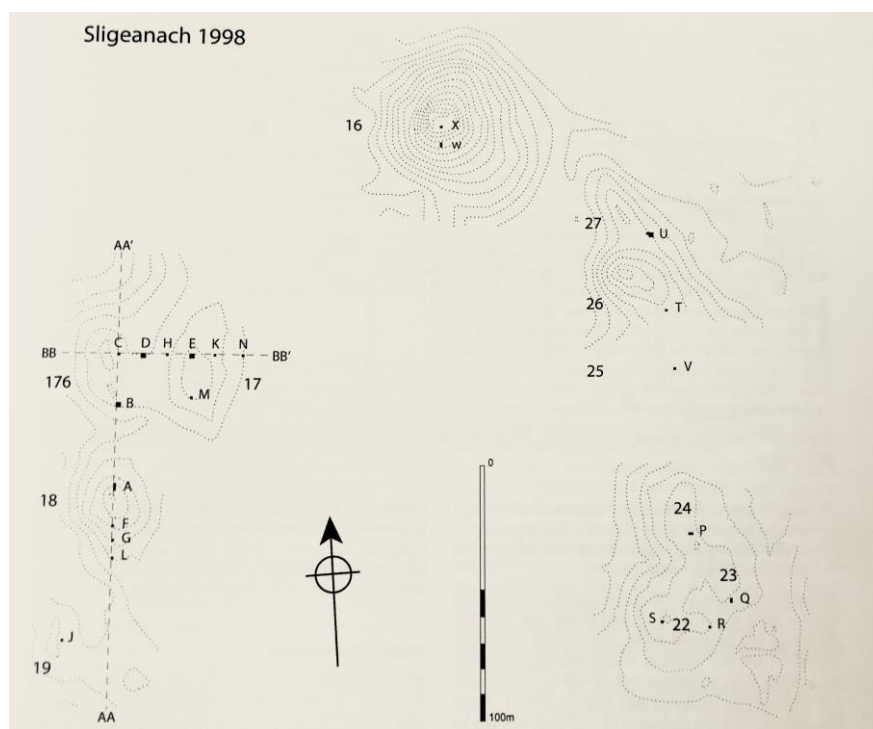 Sligeanach 1998
16
X
w
27
U
26
T
25
V
AA'
BB
C
D
H
E
K
N
BB'
176
M
17
B
18
A
F
G
L
J
19
AA
0
100m
24
P
23
Q
S
22
R